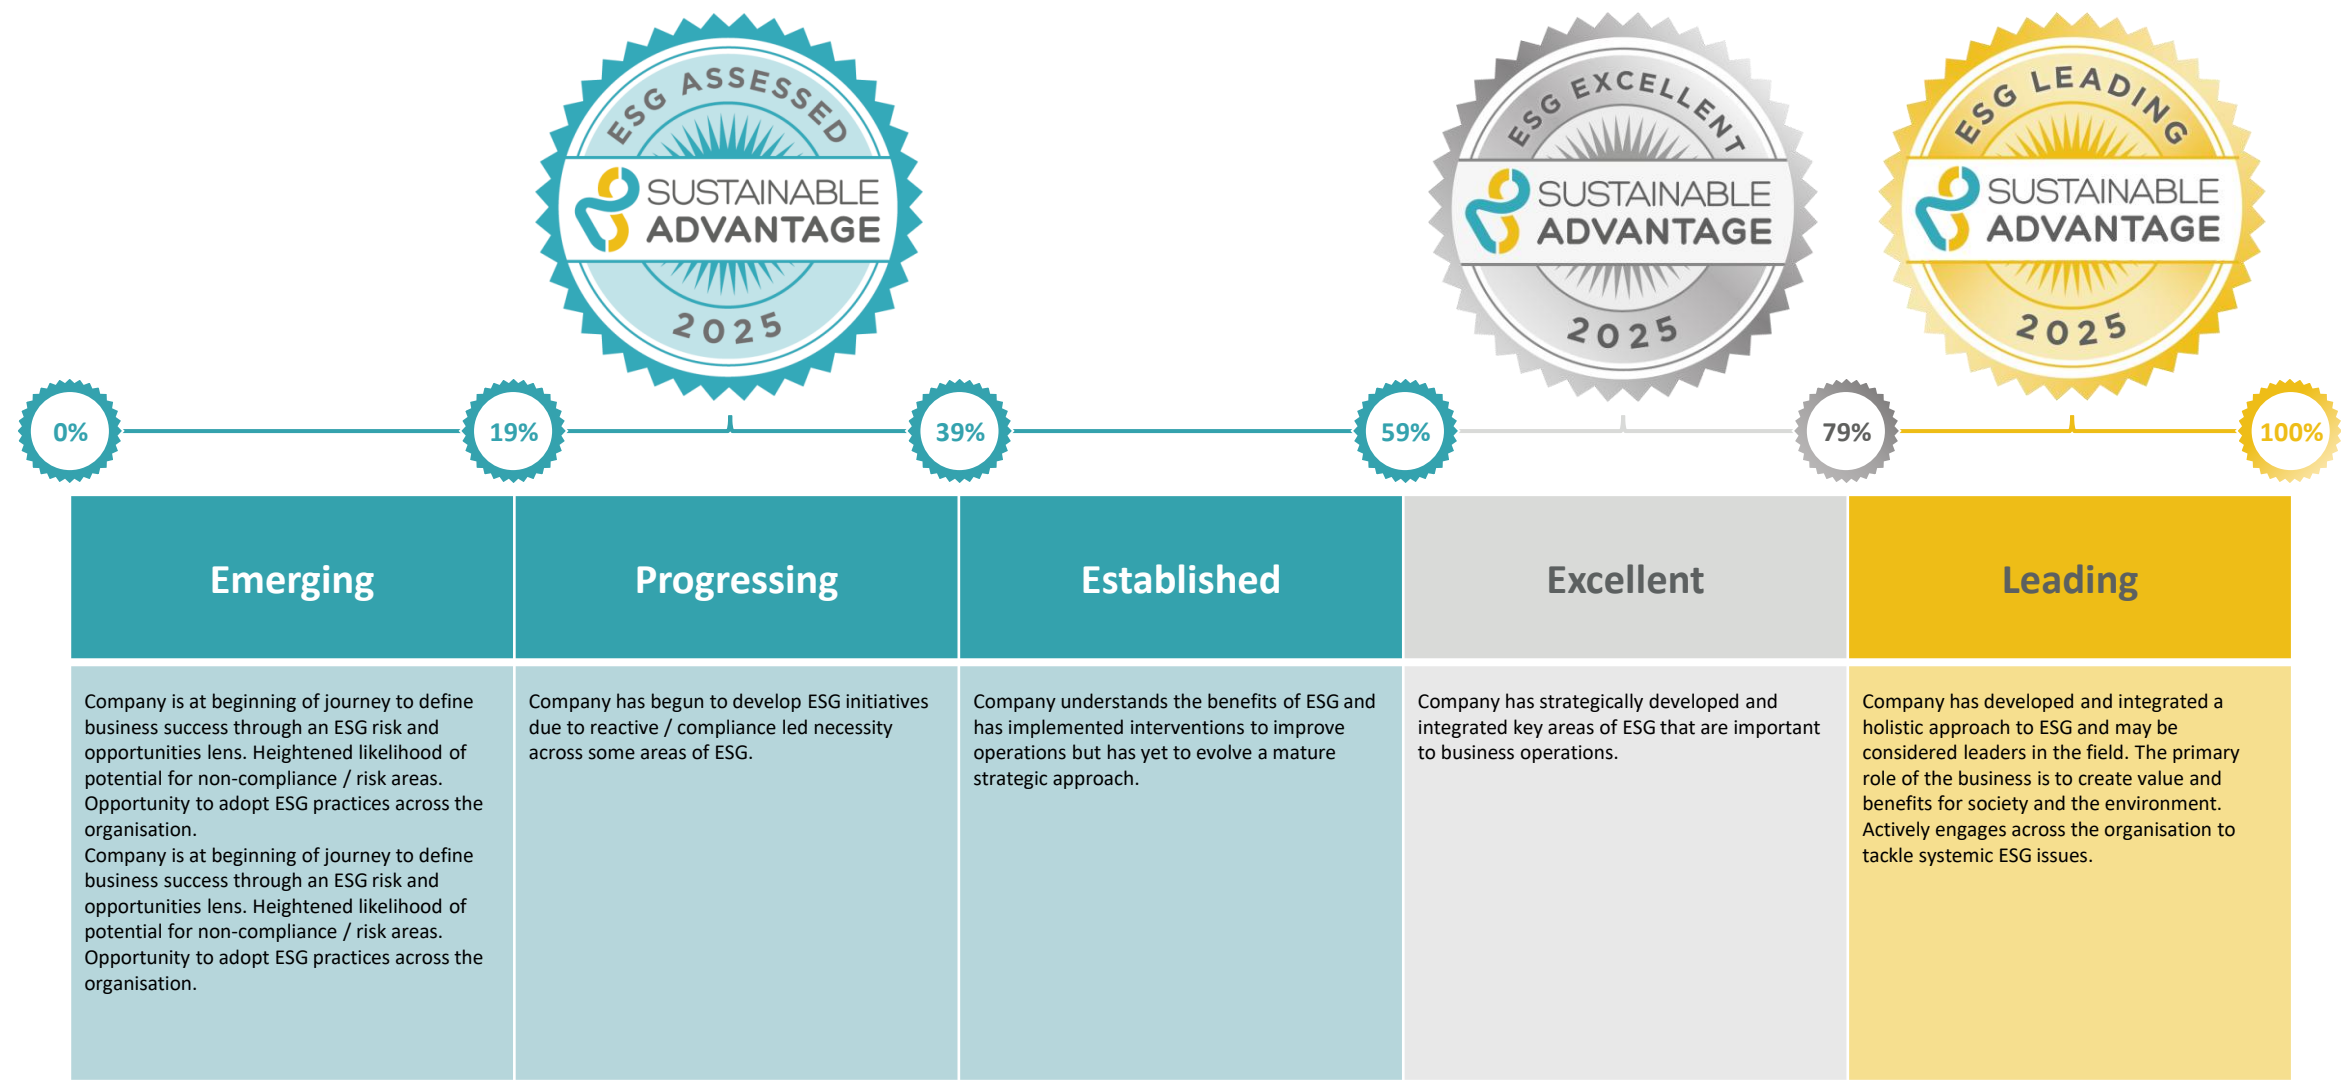 ESG ASSESSED
SUSTAINABLE
ADVANTAGE
2025
ESG EXCELLENT
SUSTAINABLE
ADVANTAGE
2025
ESG LEADING
SUSTAINABLE
ADVANTAGE
2025
0%
19%
39%
59%
79%
100%
Emerging
Progressing
Established
Excellent
Leading
Company is at beginning of journey to define
business success through an ESG risk and
opportunities lens. Heightened likelihood of
potential for non-compliance / risk areas.
Opportunity to adopt ESG practices across the
organisation.
Company is at beginning of journey to define
business success through an ESG risk and
opportunities lens. Heightened likelihood of
potential for non-compliance / risk areas.
Opportunity to adopt ESG practices across the
organisation.
Company has begun to develop ESG initiatives
due to reactive / compliance led necessity
across some areas of ESG.
Company understands the benefits of ESG and
has implemented interventions to improve
operations but has yet to evolve a mature
strategic approach.
Company has strategically developed and
integrated key areas of ESG that are important
to business operations.
Company has developed and integrated a
holistic approach to ESG and may be
considered leaders in the field. The primary
role of the business is to create value and
benefits for society and the environment.
Actively engages across the organisation to
tackle systemic ESG issues.